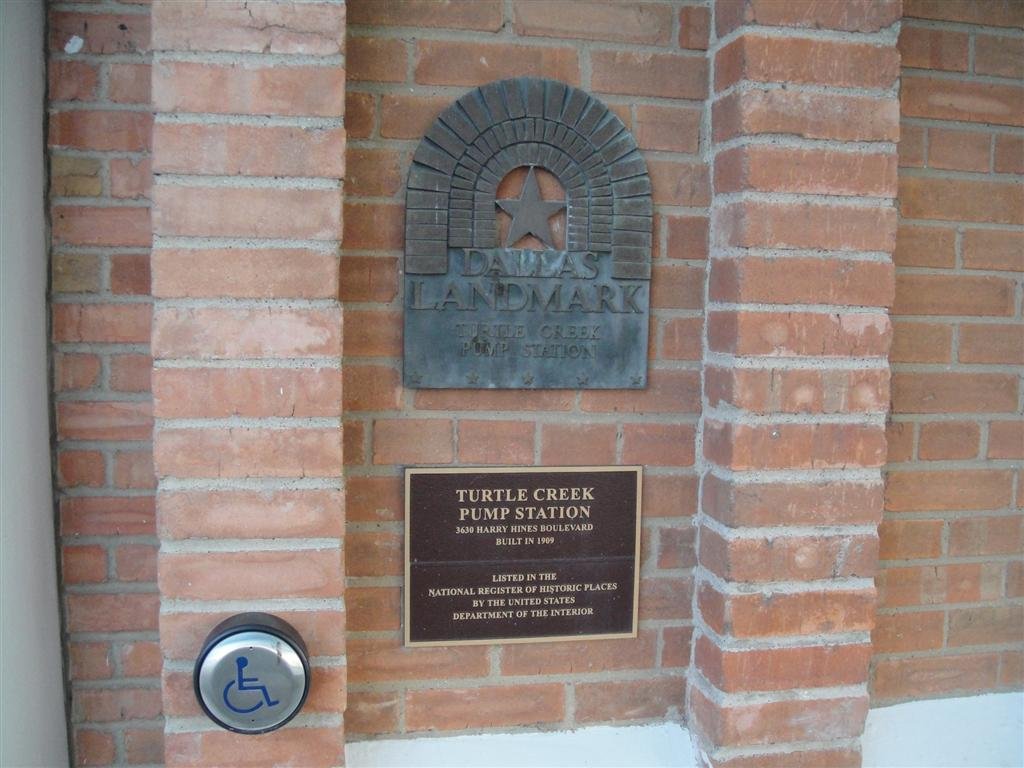 DALLAS
LANDMARK
TURTLE CREEK
PUMP STATION
TURTLE CREEK
PUMP STATION
3630 HARRY HINES BOULEVARD
BUILT IN 1909
LISTED IN THE
NATIONAL REGISTER OF HISTORIC PLACES
BY THE UNITED STATES
DEPARTMENT OF THE INTERIOR